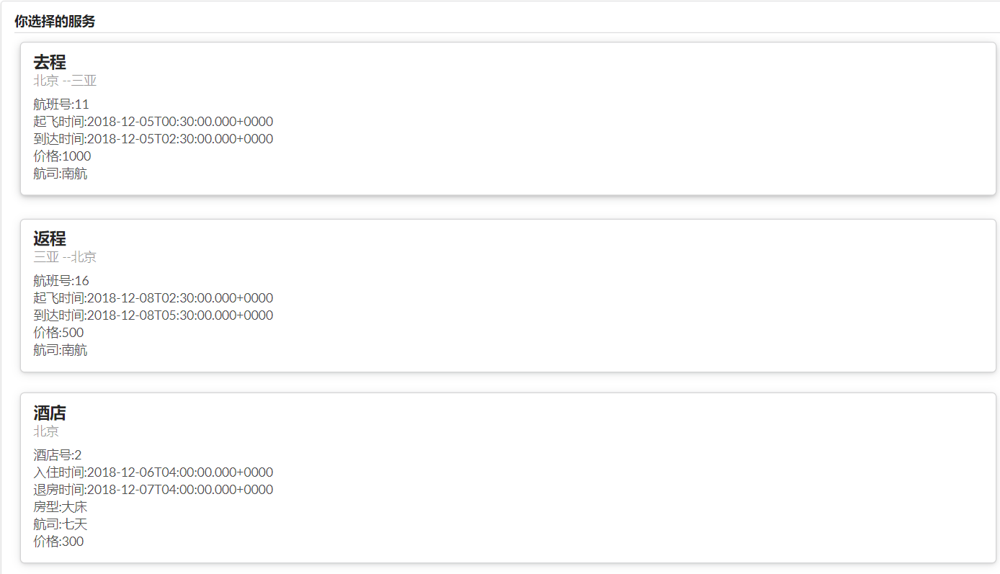 你选择的服务
去程
北京 --三亚
航班号:11
起飞时间:2018-12-05T00:30:00.000+0000
到达时间:2018-12-05T02:30:00.000+0000
价格:1000
航司:南航
返程
三亚 --北京
航班号:16
起飞时间:2018-12-08T02:30:00.000+0000
到达时间:2018-12-08T05:30:00.000+0000
价格:500
航司:南航
酒店
北京
酒店号:2
入住时间:2018-12-06T04:00:00.000+0000
退房时间:2018-12-07T04:00:00.000+0000
房型:大床
航司:七天
价格:300